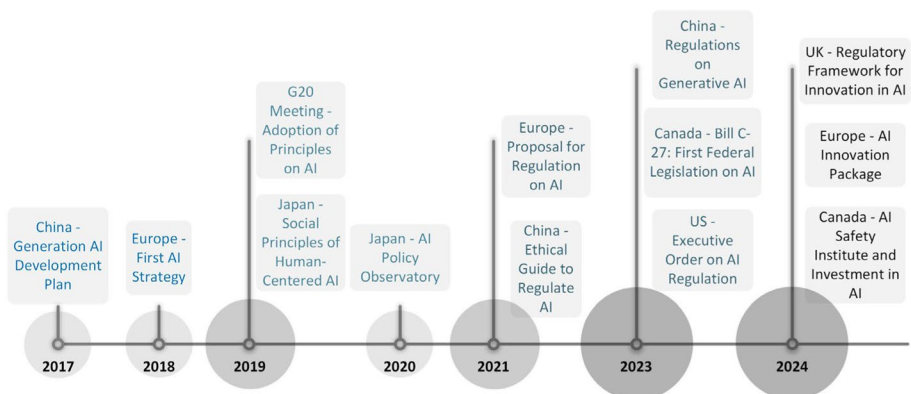 China -
Generation AI
Development
Plan
Europe -
First AI
Strategy
G20
Meeting -
Adoption of
Principles
on AI
Japan -
Social
Principles of
Human-
Centered AI
Japan - AI
Policy
Observatory
Europe -
Proposal for
Regulation
on AI
China -
Ethical
Guide to
Regulate
AI
China -
Regulations
on
Generative AI
Canada - Bill C-
27: First Federal
Legislation on AI
US -
Executive
Order on AI
Regulation
UK - Regulatory
Framework for
Innovation in AI
Europe - AI
Innovation
Package
Canada - AI
Safety
Institute and
Investment in
AI
2017
2018
2019
2020
2021
2023
2024